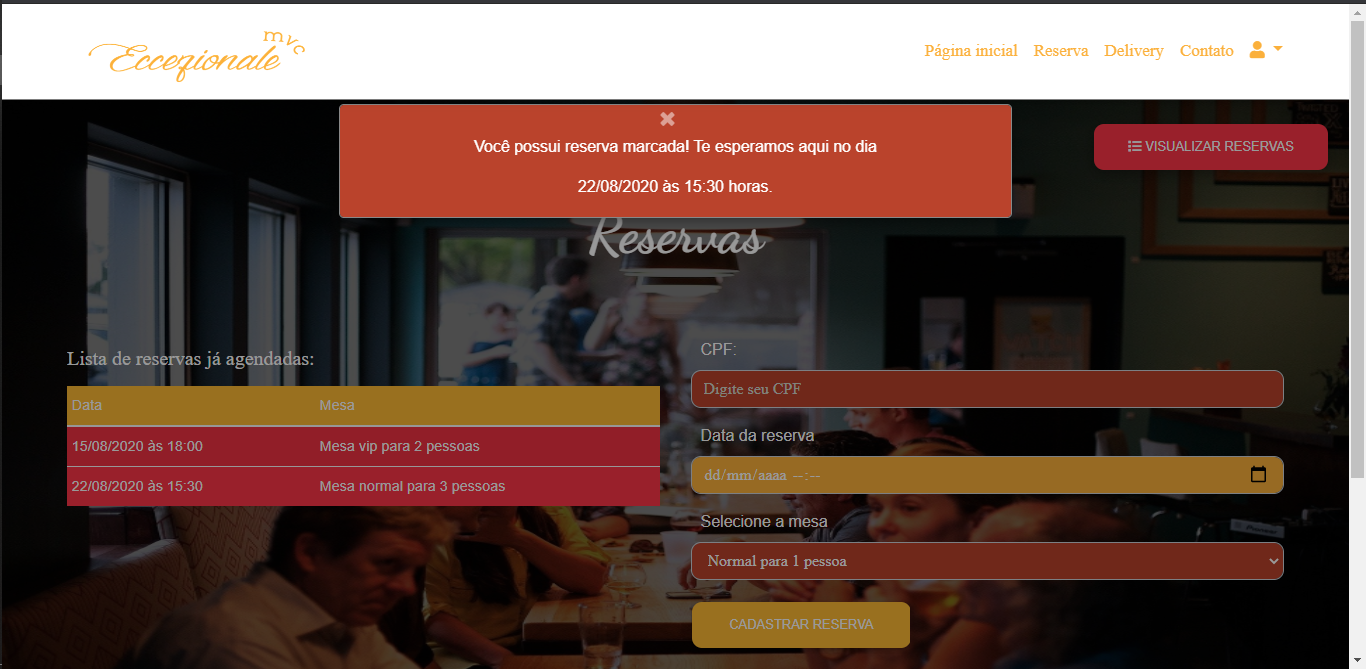 Eccezionale mvc
Página inicial Reserva Delivery Contato
Você possui reserva marcada! Te esperamos aqui no dia
22/08/2020 às 15:30 horas.
VISUALIZAR RESERVAS
Reservas
Lista de reservas já agendadas:
Data Mesa
15/08/2020 às 18:00 Mesa vip para 2 pessoas
22/08/2020 às 15:30 Mesa normal para 3 pessoas
CPF:
Digite seu CPF
Data da reserva
dd/mm/aaaa --:--
Selecione a mesa
Normal para 1 pessoa
CADASTRAR RESERVA